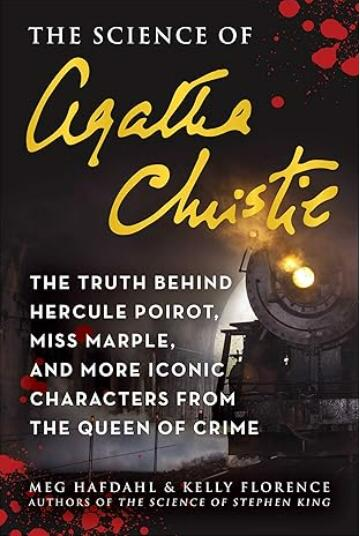 THE SCIENCE OF
Agatha
Christie
THE TRUTH BEHIND
HERCULE POIROT,
MISS MARPLE,
AND MORE ICONIC
CHARACTERS FROM
THE QUEEN OF CRIME
MEG HAFDAHL & KELLY FLORENCE
AUTHORS OF THE SCIENCE OF STEPHEN KING